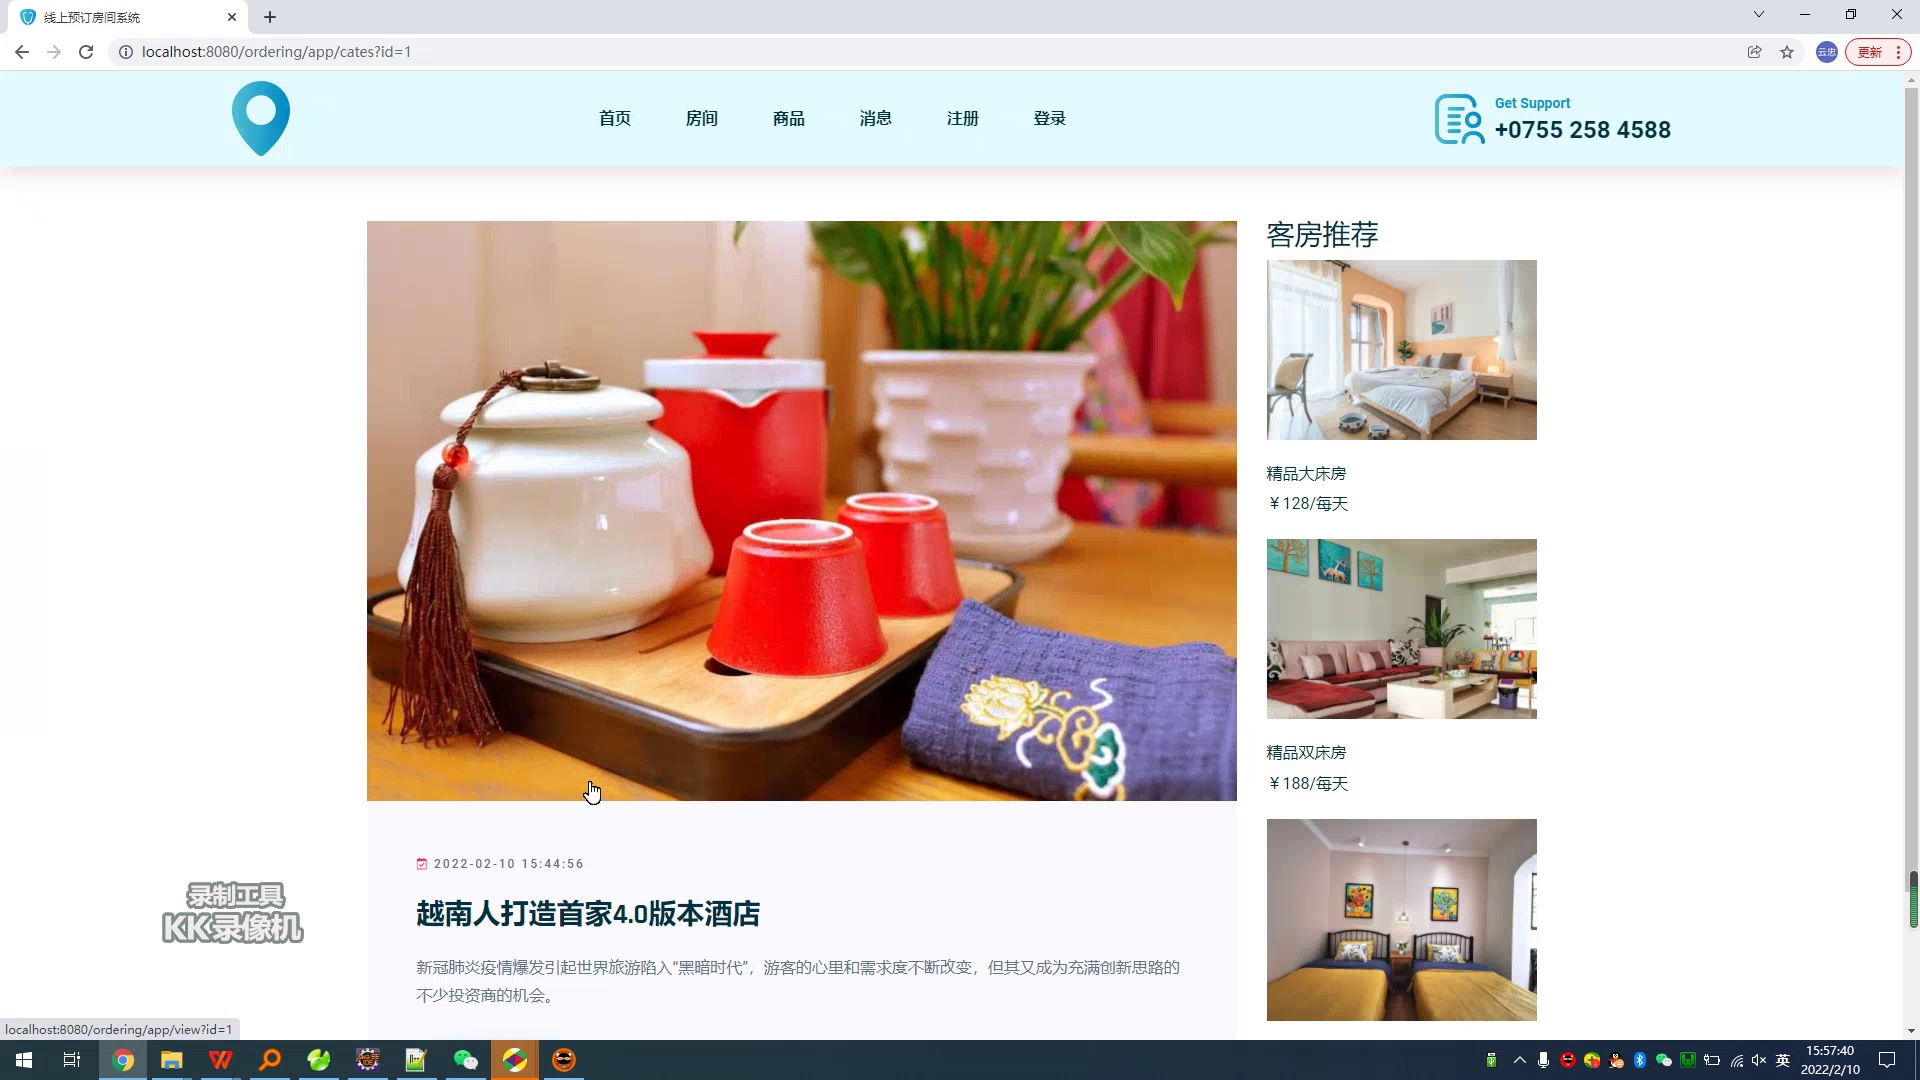 线上预订房间系统
localhost:8080/ordering/app/cates?id=1
云忠
更新
首页
房间
商品
消息
注册
登录
Get Support
+0755 258 4588
客房推荐
精品大床房
￥128/每天
精品双床房
￥188/每天
2022-02-10 15:44:56
越南人打造首家4.0版本酒店
新冠肺炎疫情爆发引起世界旅游陷入“黑暗时代”，游客的心里和需求度不断改变，但其又成为充满创新思路的
不少投资商的机会。
录制工具
KK录像机
localhost:8080/ordering/app/view?id=1
英
15:57:40
2022/2/10